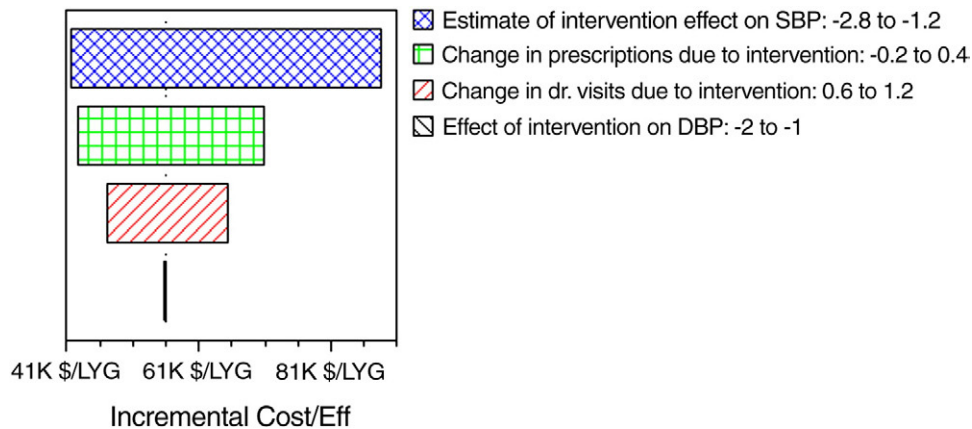 Estimate of intervention effect on SBP: -2.8 to -1.2
Change in prescriptions due to intervention: -0.2 to 0.4
Change in dr. visits due to intervention: 0.6 to 1.2
Effect of intervention on DBP: -2 to -1
41K $/LYG 61K $/LYG 81K $/LYG
Incremental Cost/Eff